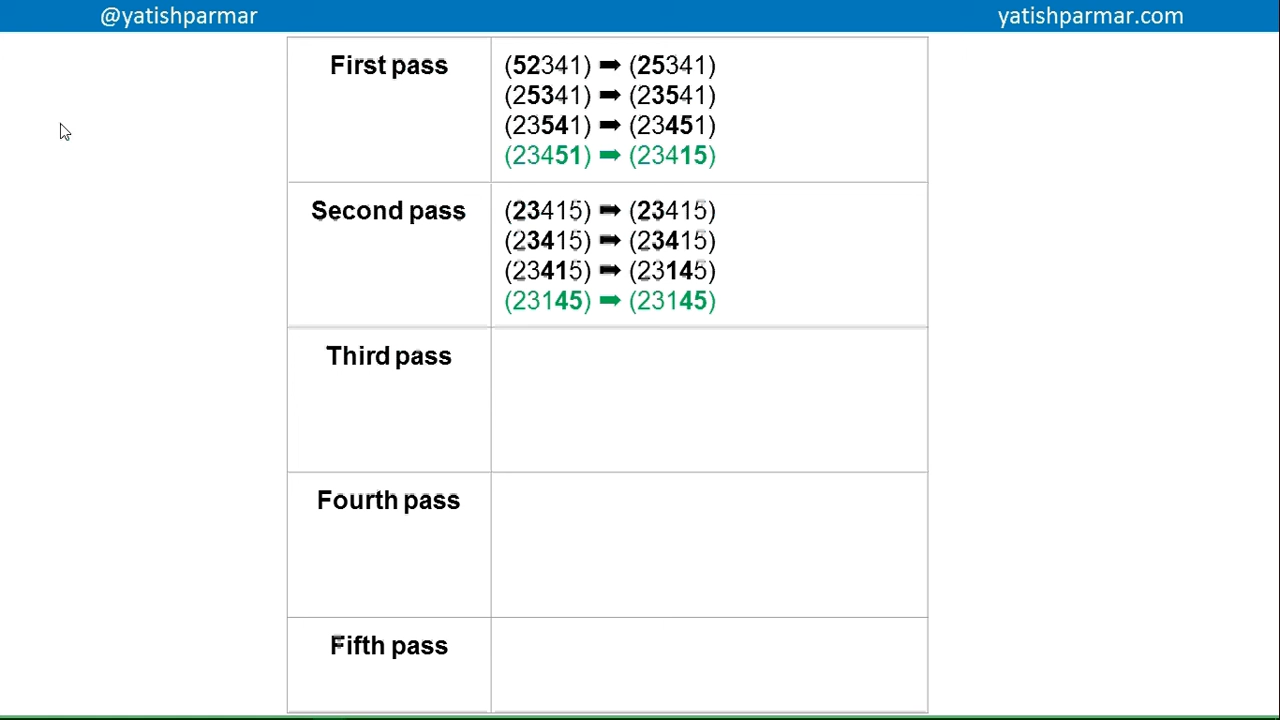 @yatishparmar yatishparmar.com
First pass
(52341) ➡ (25341)
(25341) ➡ (23541)
(23541) ➡ (23451)
(23451) ➡ (23415)
Second pass
(23415) ➡ (23415)
(23415) ➡ (23415)
(23415) ➡ (23145)
(23145) ➡ (23145)
Third pass
Fourth pass
Fifth pass